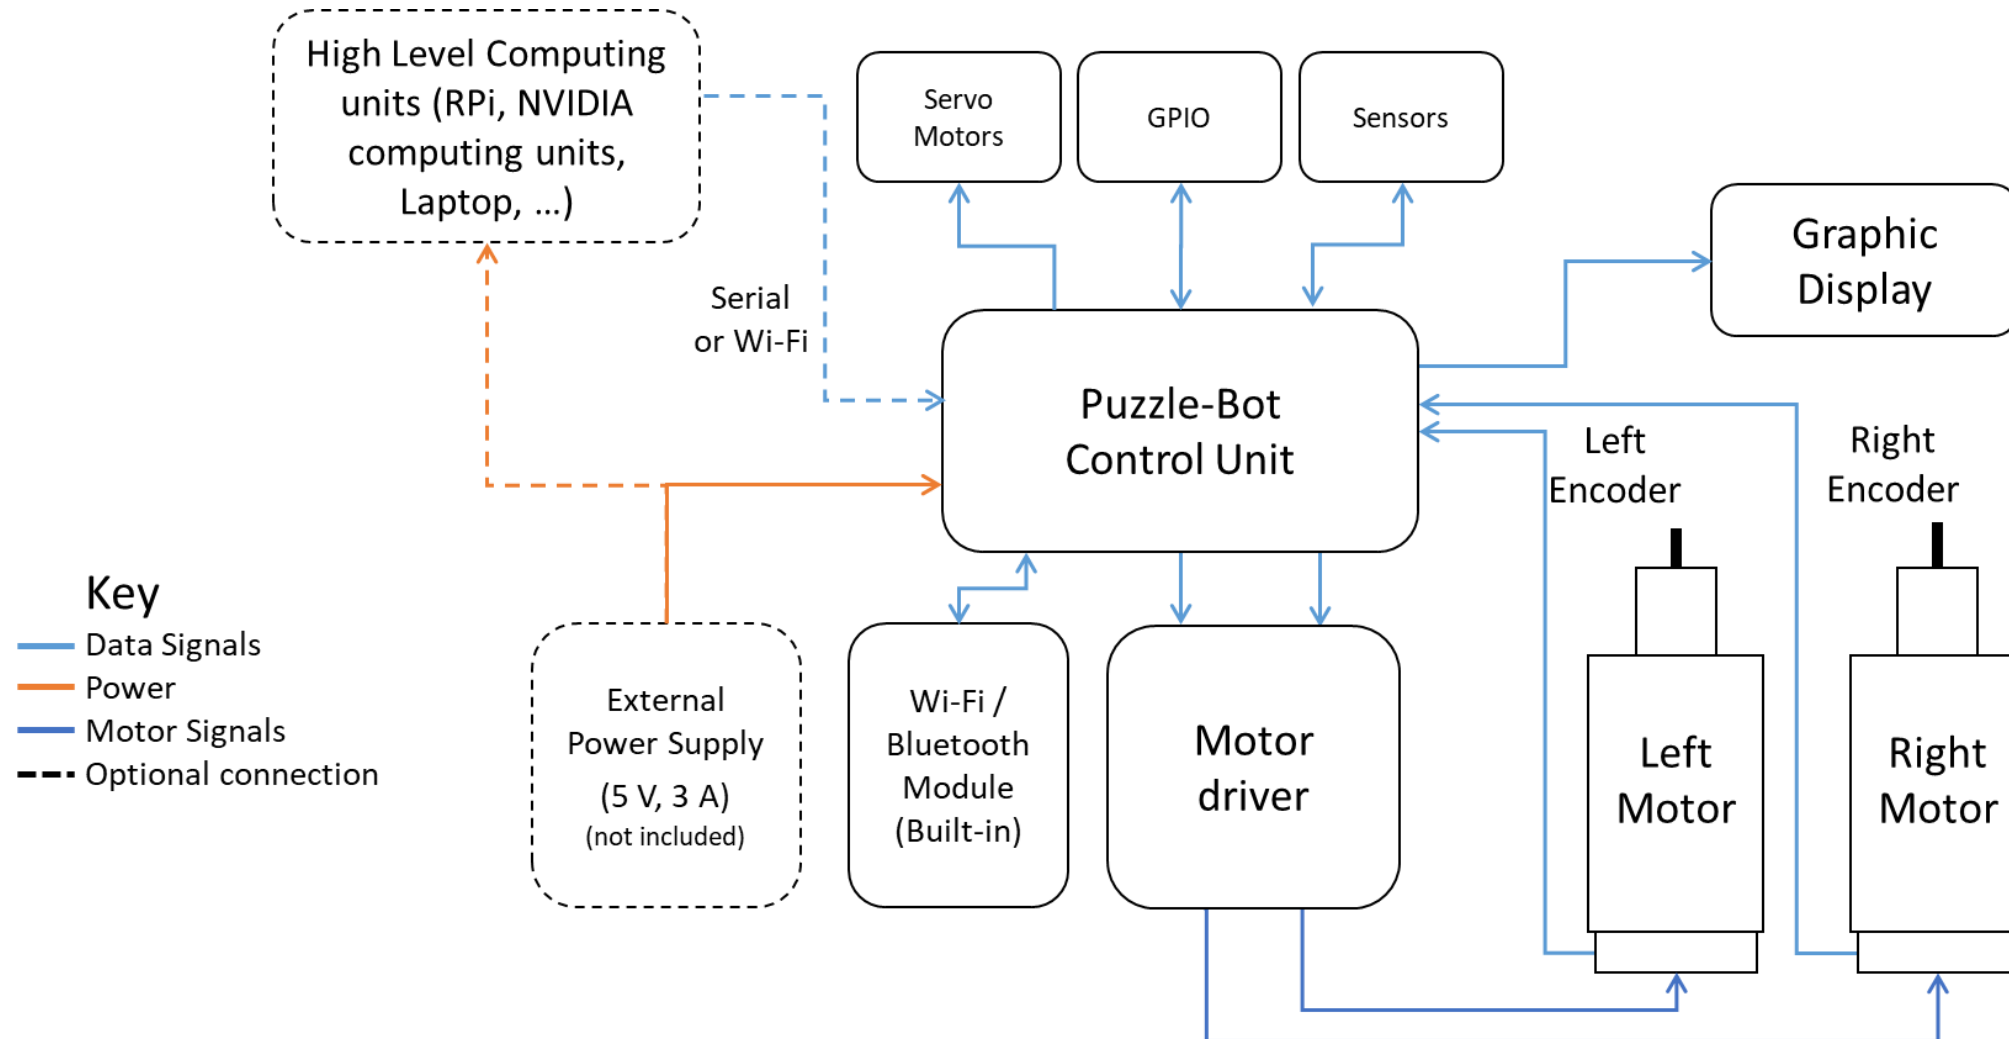 High Level Computing
units (RPi, NVIDIA
computing units,
Laptop, ...)
Servo
Motors
GPIO
Sensors
Graphic
Display
Serial
or Wi-Fi
Puzzle-Bot
Control Unit
Left
Encoder
Right
Encoder
Key
Data Signals
Power
Motor Signals
Optional connection
External
Power Supply
(5 V, 3 A)
(not included)
Wi-Fi /
Bluetooth
Module
(Built-in)
Motor
driver
Left
Motor
Right
Motor